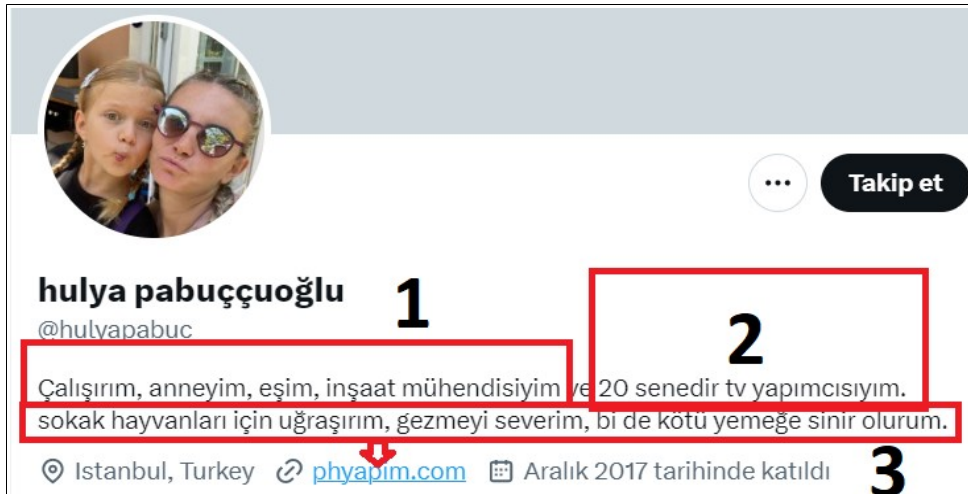 Takip et
hulya pabuççuoğlu
1
@hulyapabuc
2
Çalışırım, anneyim, eşim, inşaat mühendisiyim ve 20 senedir tv yapımcısıyım.
sokak hayvanları için uğraşırım, gezmeyi severim, bi de kötü yemeğe sinir olurum.
Istanbul, Turkey phyapim.com Aralık 2017 tarihinde katıldı
3